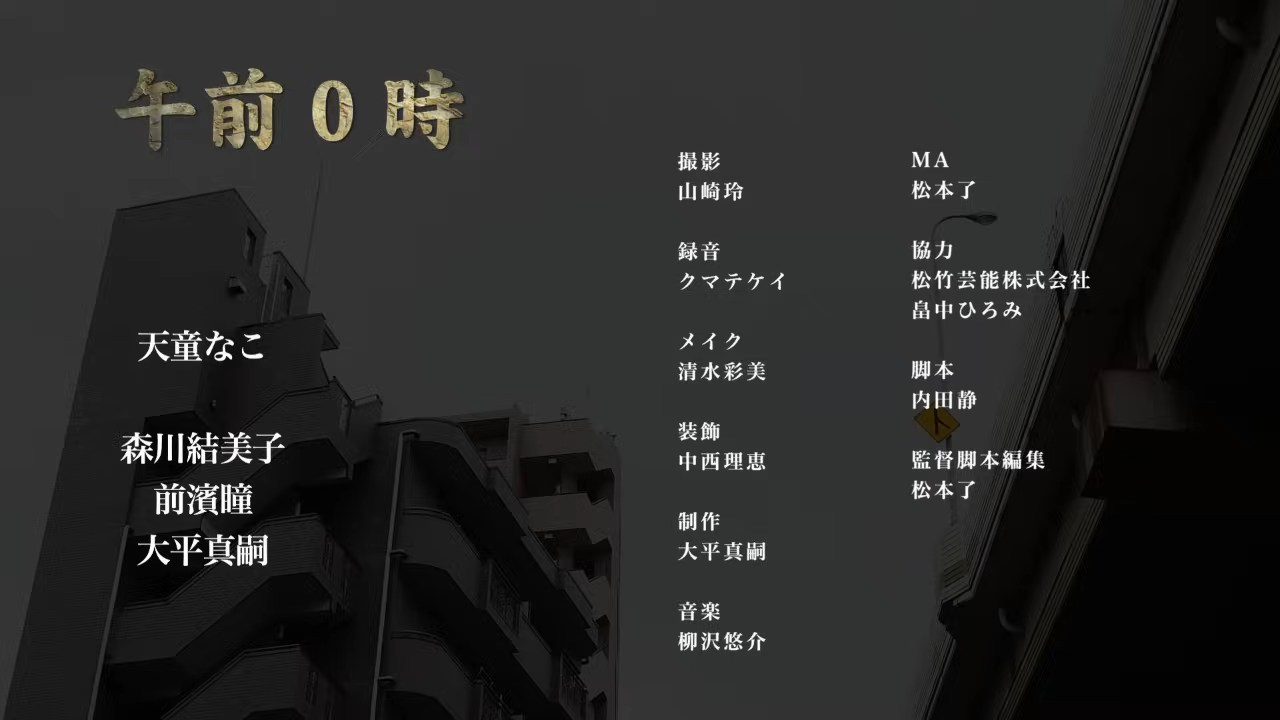 午前0時
天童なこ
森川結美子
前濱瞳
大平真嗣
撮影
山崎玲
録音
クマテケイ
メイク
清水彩美
装飾
中西理恵
制作
大平真嗣
音楽
柳沢悠介
MA
松本了
協力
松竹芸能株式会社
畠中ひろみ
脚本
内田静
監督脚本編集
松本了